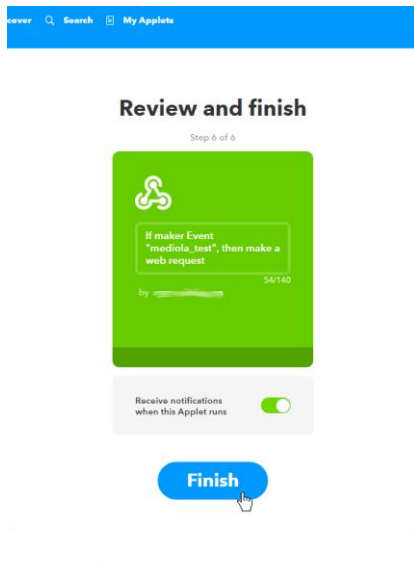 Search My Applets
Review and finish
Step 6 of 6
If maker Event
"mediola_test", then make a
web request
54/140
by
Receive notifications
when this Applet runs
Finish